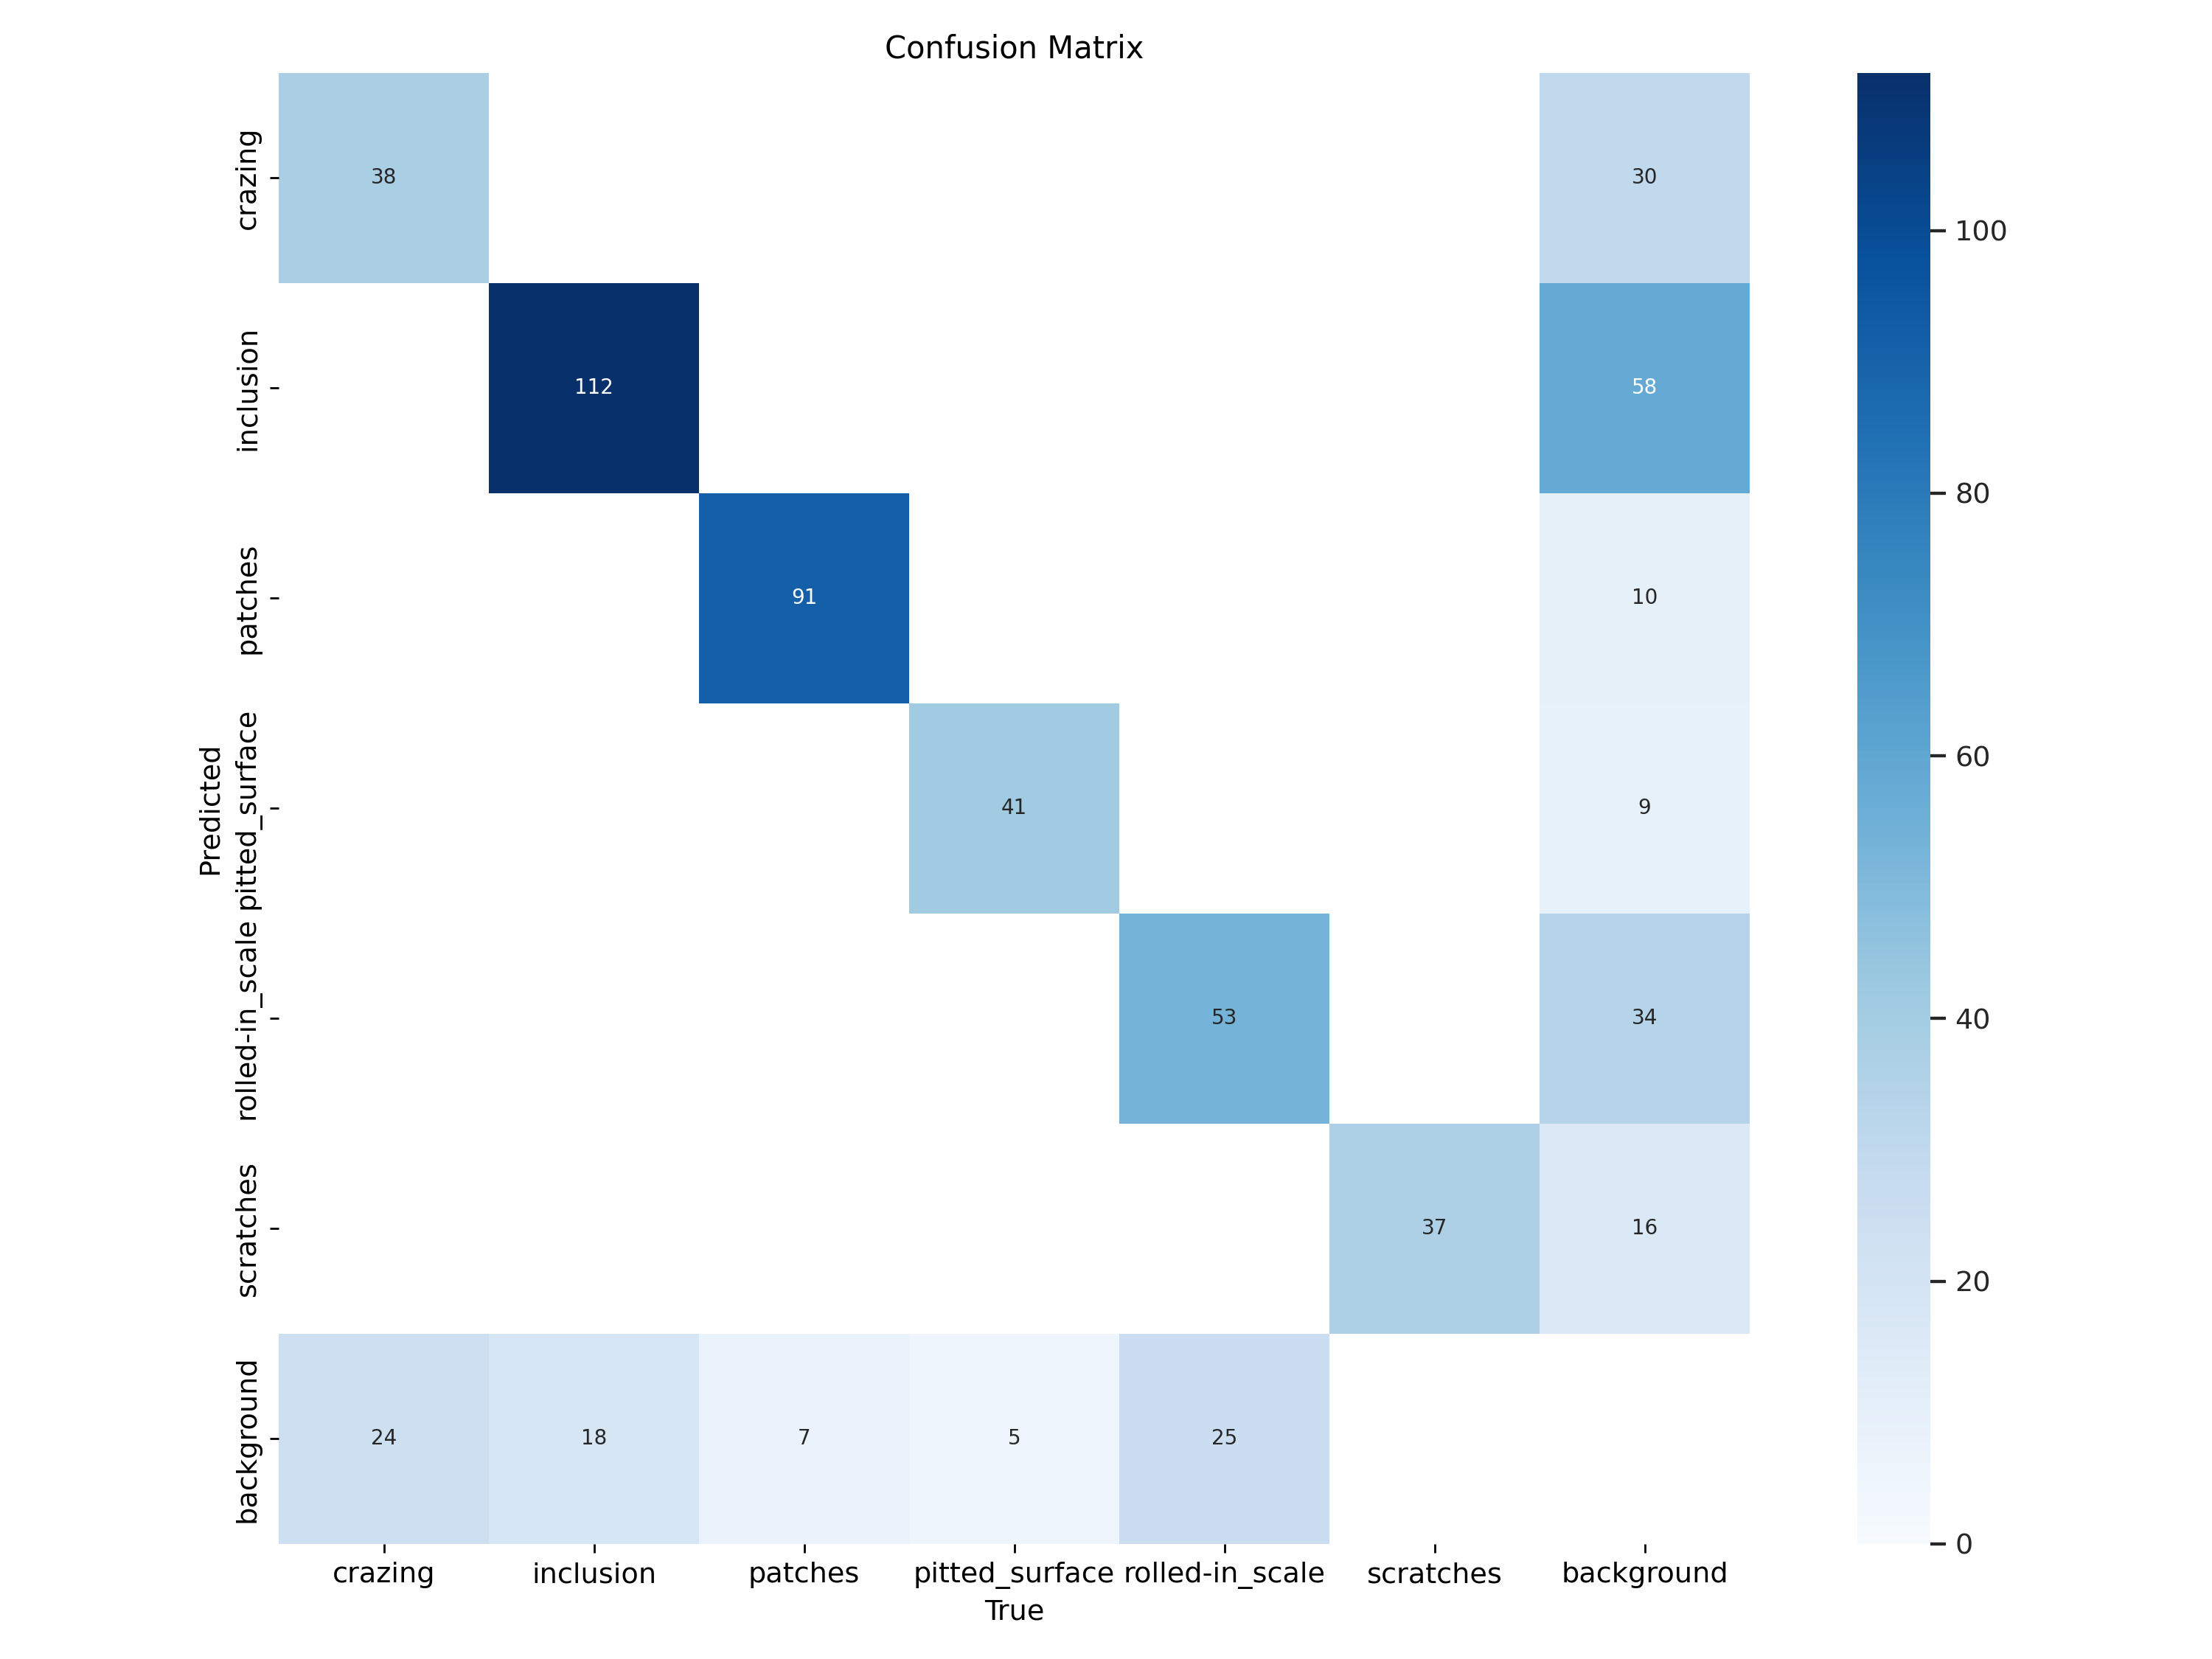 Confusion Matrix
crazing
38
30
100
inclusion
112
58
80
patches
91
10
60
Predicted
pitted_surface
41
9
40
rolled-in_scale
53
34
scratches
37
16
20
background
24
18
7
5
25
0
crazing
inclusion
patches
pitted_surface
rolled-in_scale
scratches
background
True